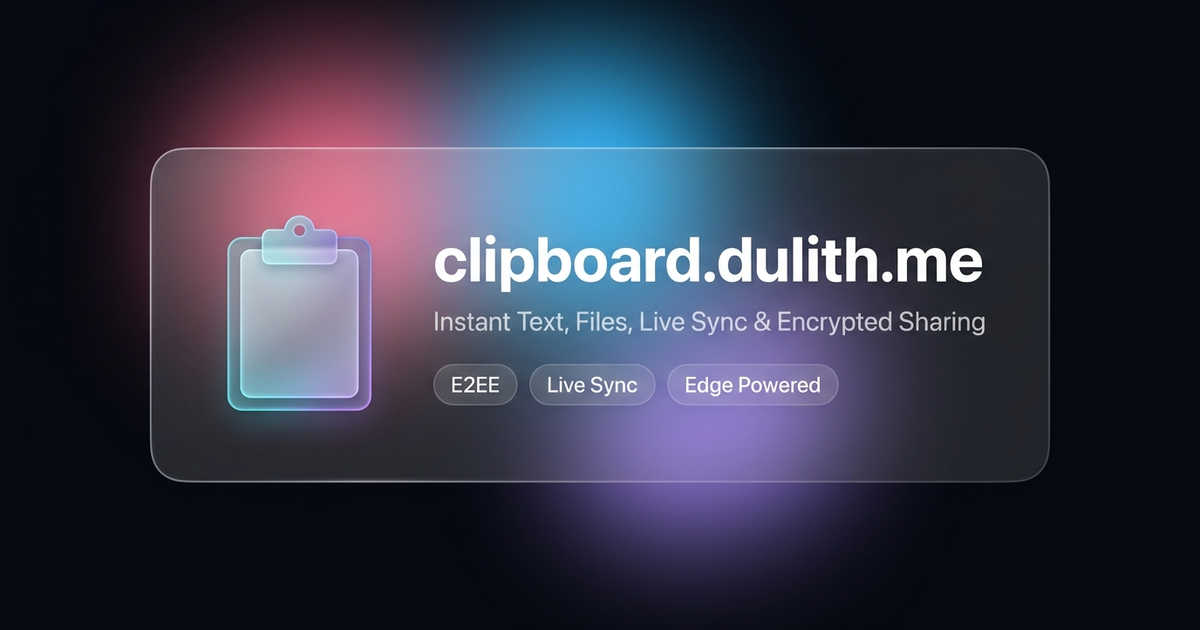 clipboard.dulith.me
Instant Text, Files, Live Sync & Encrypted Sharing
E2EE Live Sync Edge Powered